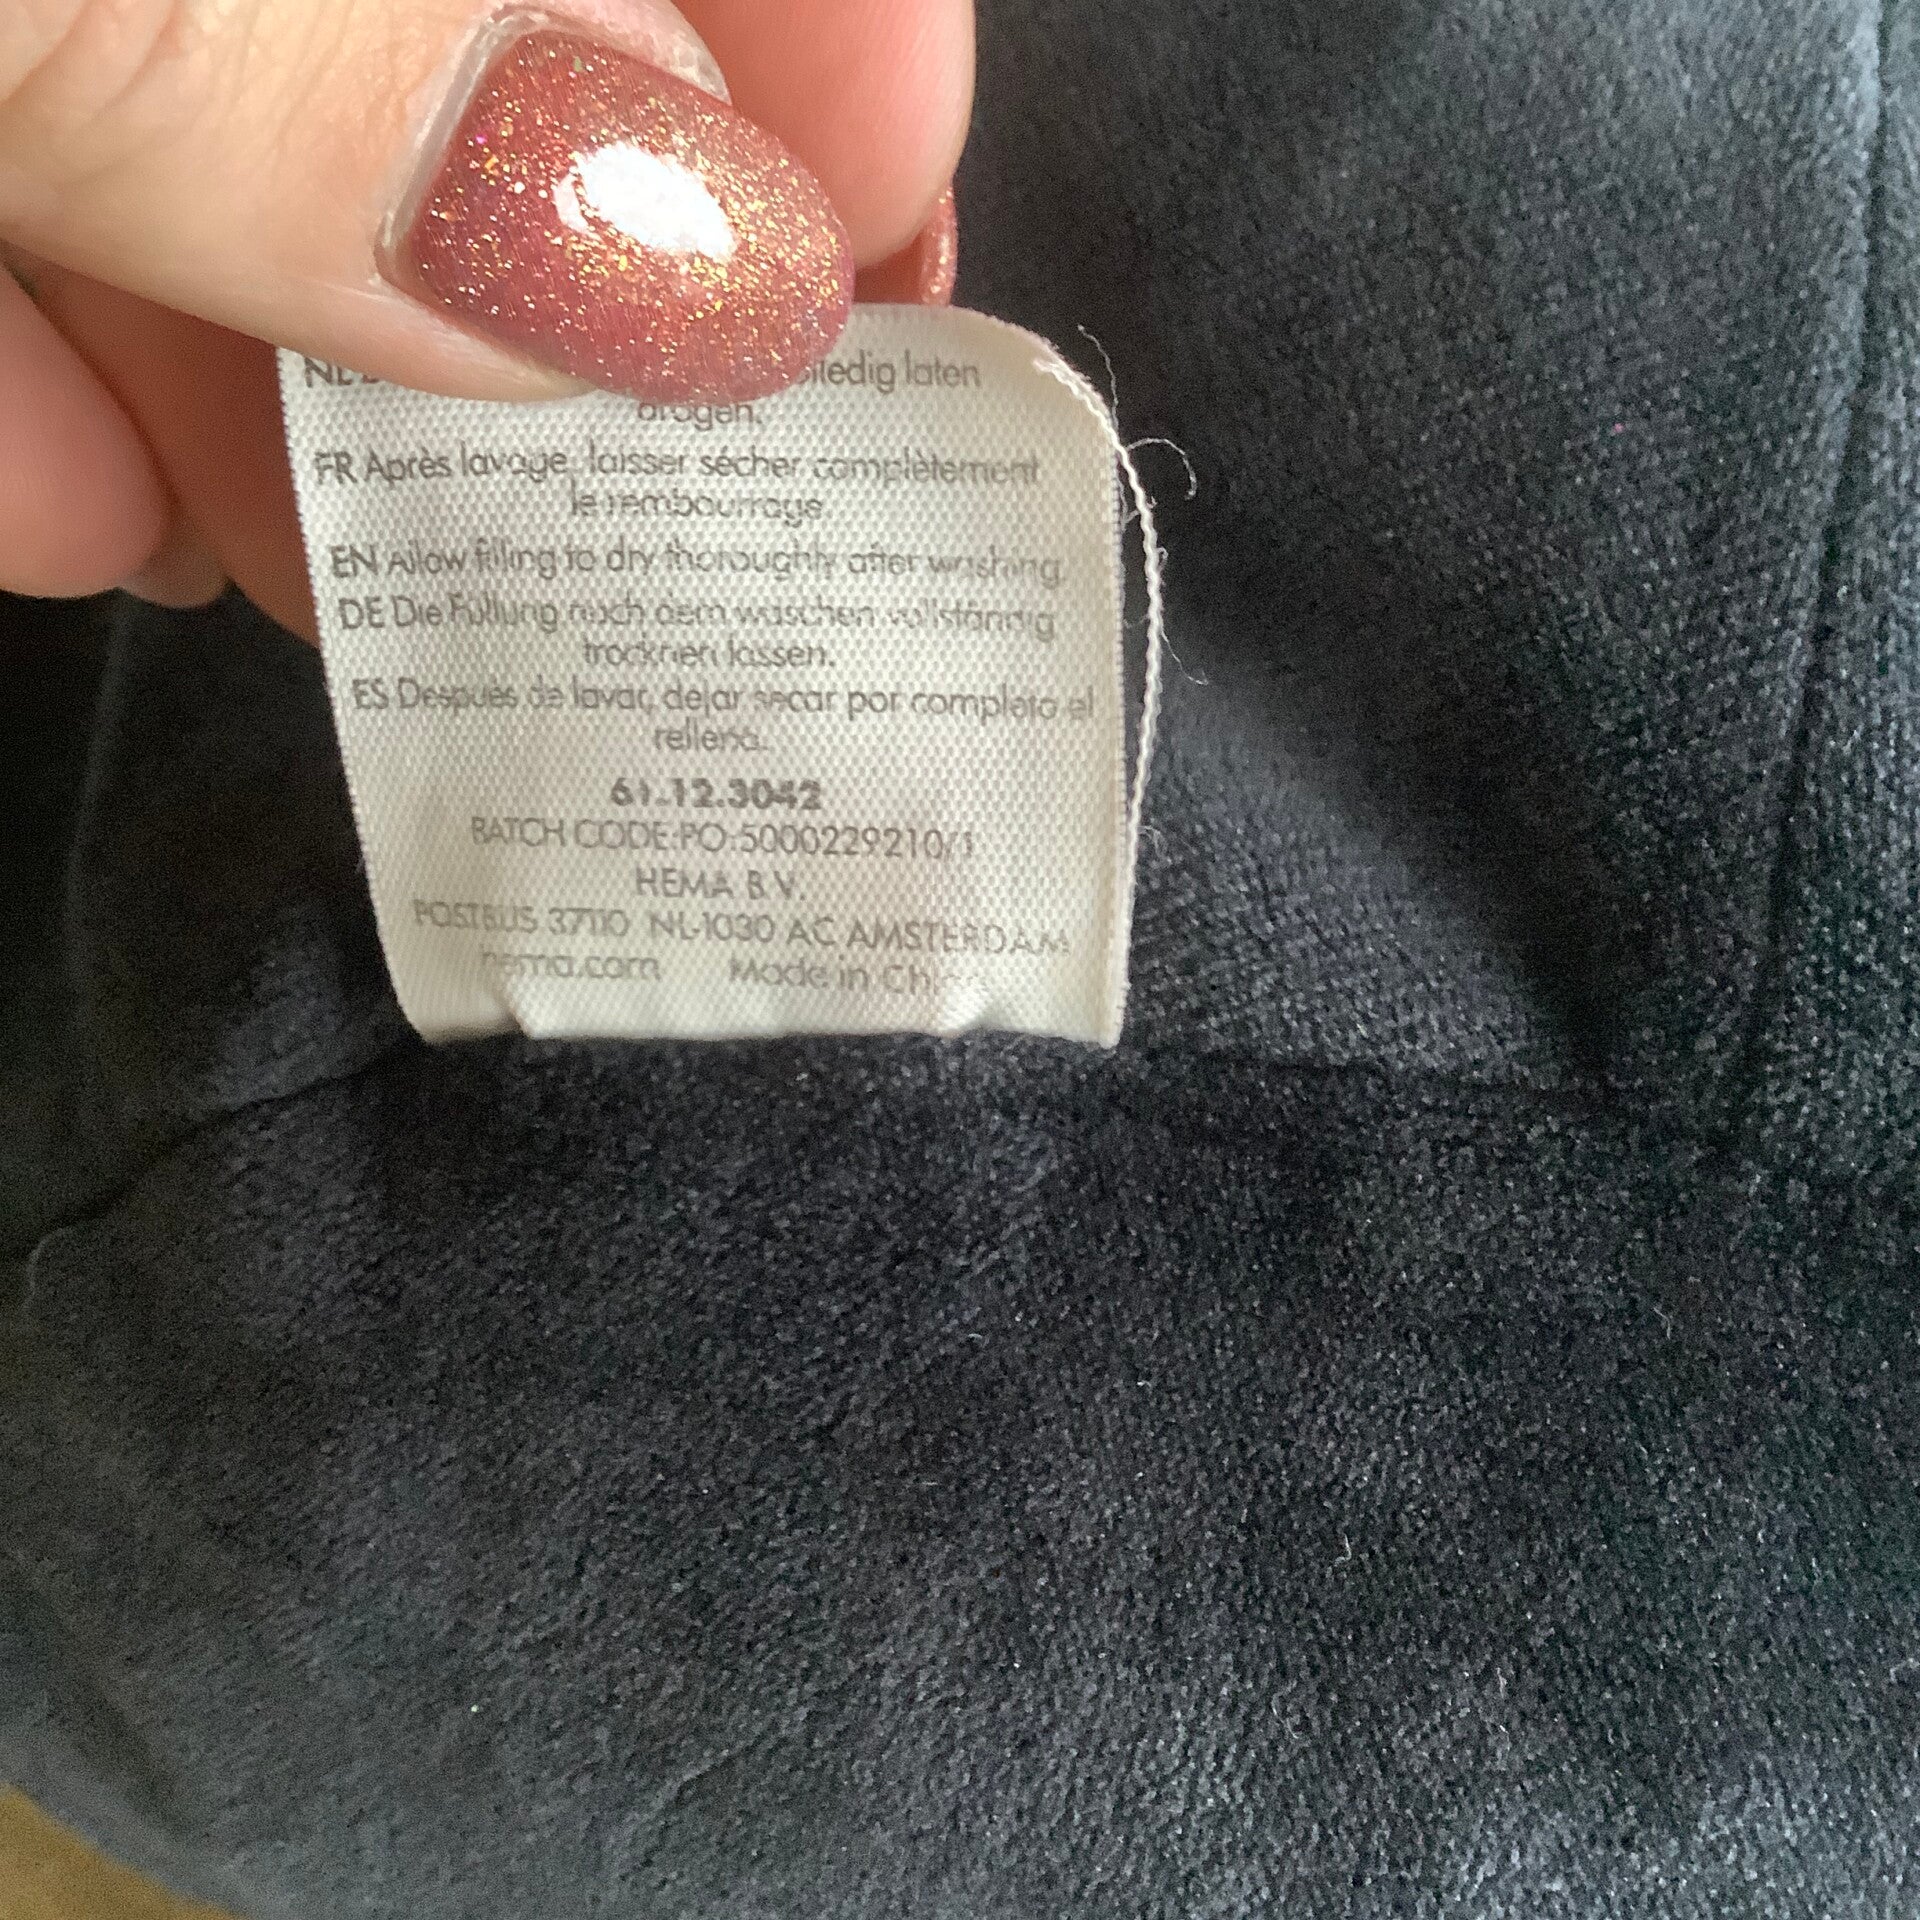 NL laten
drogen.
FR Après lavage, laisser sécher complètement
le rembourrage
EN Allow filling to dry thoroughly after washing.
DE Die Füllung nach dem waschen vollständig
trocknen lassen.
ES Después de lavar, dejar secar por completo el
relleno.
61.12.3042
BATCH CODE:PO:5000229210/1
HEMA B.V.
POSTBUS 37110 NL-1030 AC AMSTERDAM
hema.com Made in